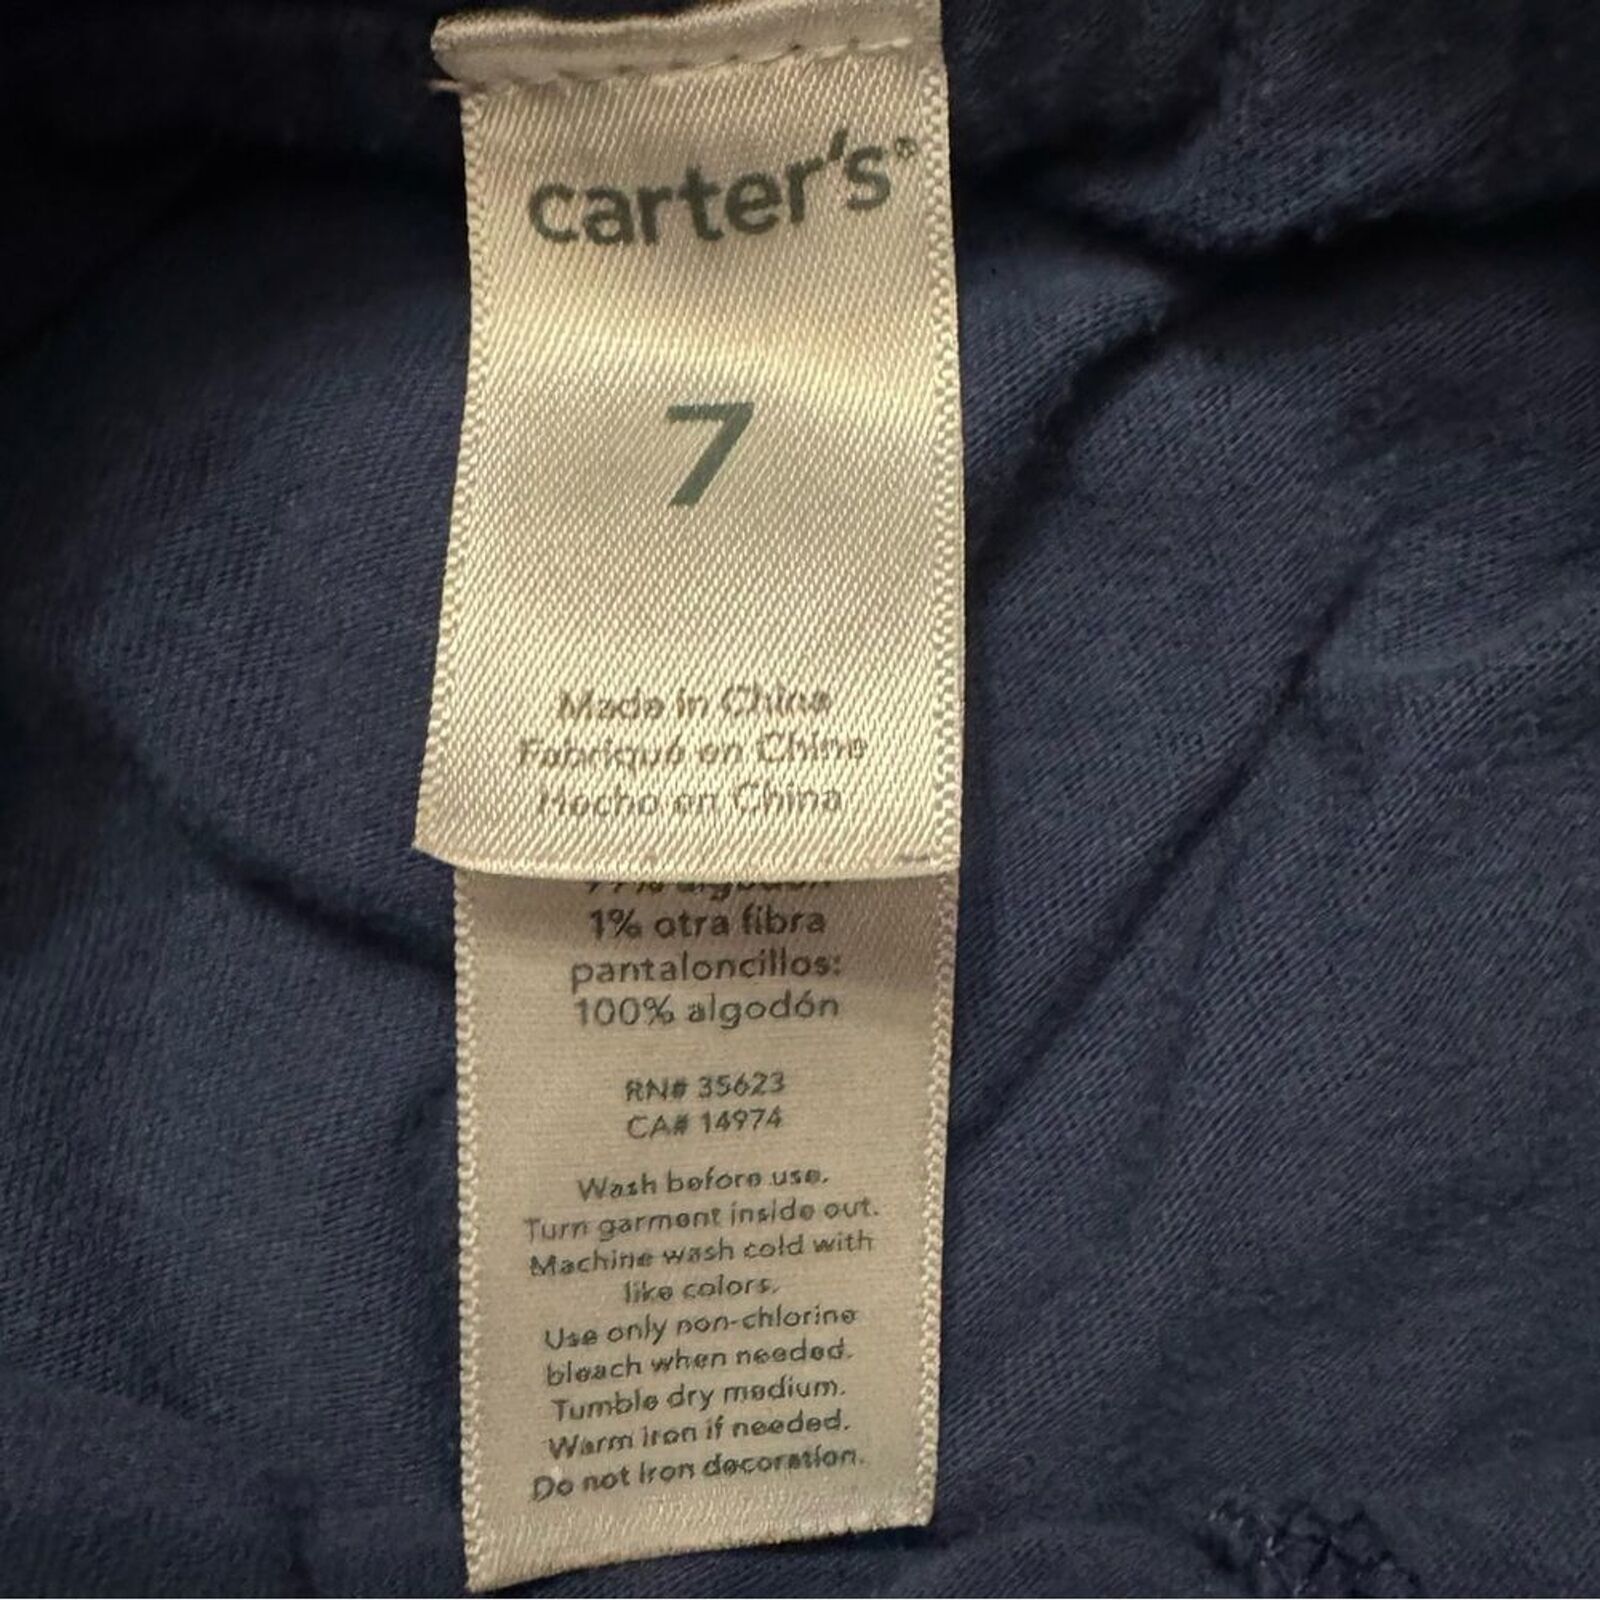 carter's®
7
Made in China
Fabriqué en Chine
Hecho en China
algodón
1% otra fibra
pantaloncillos:
100% algodón
RN# 35623
CA# 14974
Wash before use.
Turn garment inside out.
Machine wash cold with
like colors.
Use only non-chlorine
bleach when needed.
Tumble dry medium.
Warm iron if needed.
Do not iron decoration.